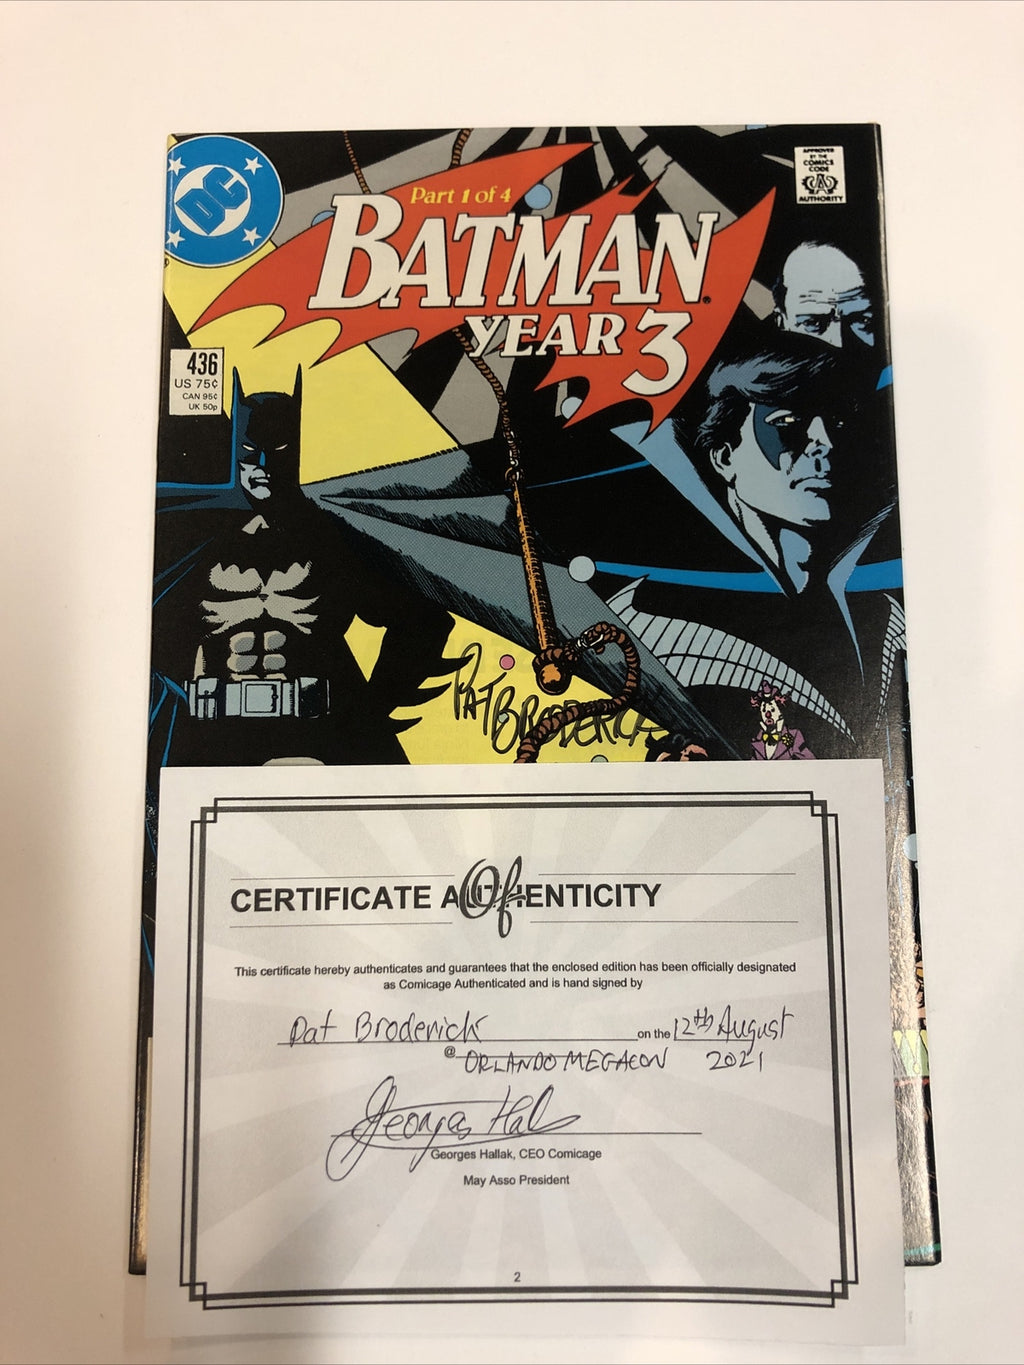 DC
Part 1 of 4
BATMAN
YEAR 3
APPROVED
BY THE
COMICS
CODE
AUTHORITY
436
US 75¢
CAN 95¢
UK 50p
PAT BRODERICK
CERTIFICATE Of AUTHENTICITY
This certificate hereby authenticates and guarantees that the enclosed edition has been officially designated
as Comicage Authenticated and is hand signed by
Pat Broderick on the 12th August
@ ORLANDO MEGACON 2021
Georges Hal
Georges Hallak, CEO Comicage
May Asso President
2